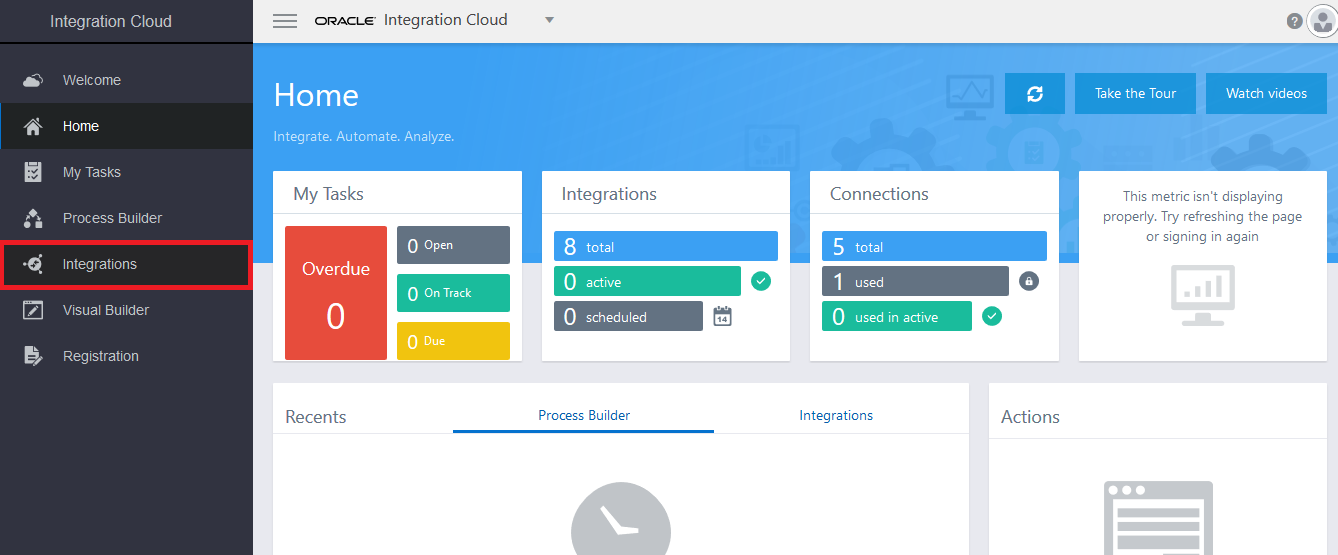 Integration Cloud
ORACLE Integration Cloud
?
Welcome
Home
My Tasks
Process Builder
Integrations
Visual Builder
Registration
Home
Take the Tour
Watch videos
Integrate. Automate. Analyze.
My Tasks
Overdue
0
0 Open
0 On Track
0 Due
Integrations
8 total
0 active
0 scheduled
14
Connections
5 total
1 used
0 used in active
This metric isn't displaying
properly. Try refreshing the page
or signing in again
Recents
Process Builder
Integrations
Actions